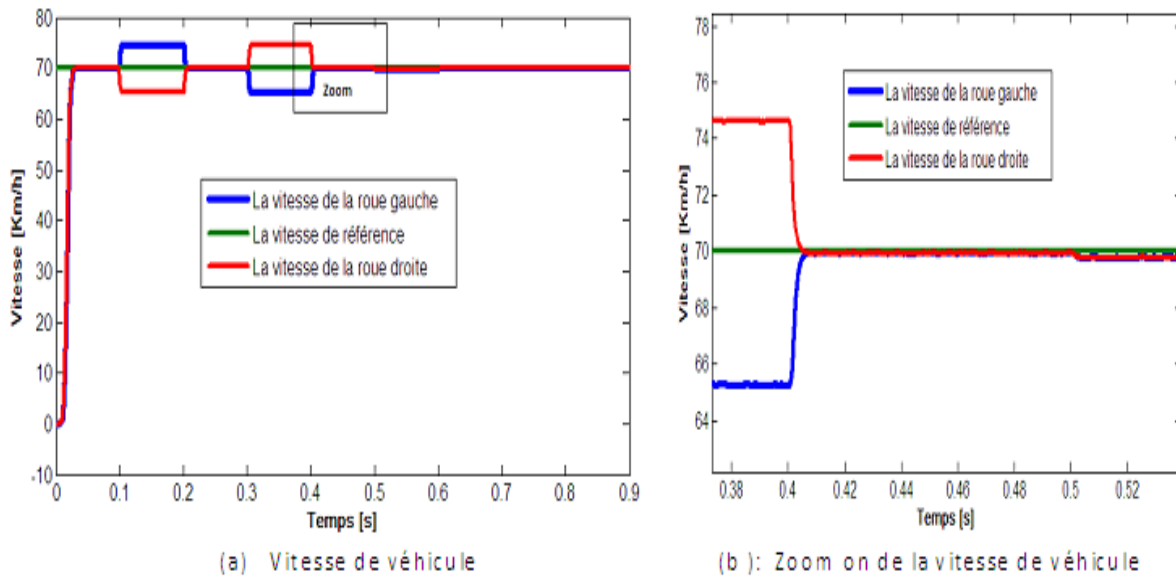 80
70
60
50
40
30
20
10
0
-10
Vitesse [Km/h]
Zoom
La vitesse de la roue gauche
La vitesse de référence
La vitesse de la roue droite
0 0.1 0.2 0.3 0.4 0.5 0.6 0.7 0.8 0.9
Temps [s]
(a) Vitesse de véhicule
78
76
74
72
70
66
65
64
Vitesse [Km/h]
La vitesse de la roue gauche
La vitesse de référence
La vitesse de la roue droite
0.38 0.4 0.42 0.44 0.46 0.48 0.5 0.52
Temps [s]
(b ): Zoom on de la vitesse de véhicule